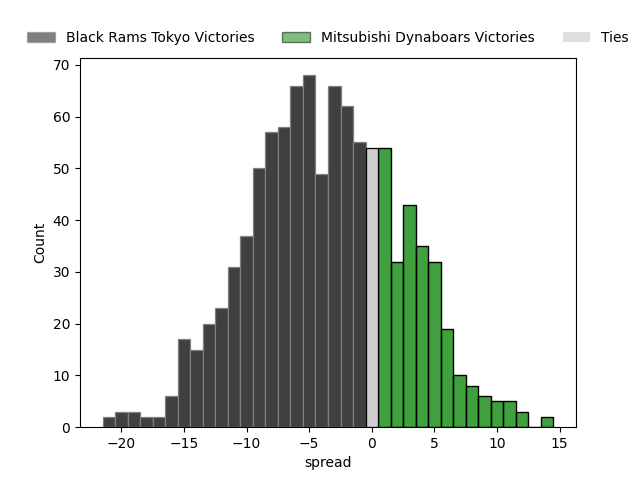 Black Rams Tokyo Victories Mitsubishi Dynaboars Victories Ties
70
60
50
40
30
20
10
0
Count
−20 −15 −10 −5 0 5 10 15
spread